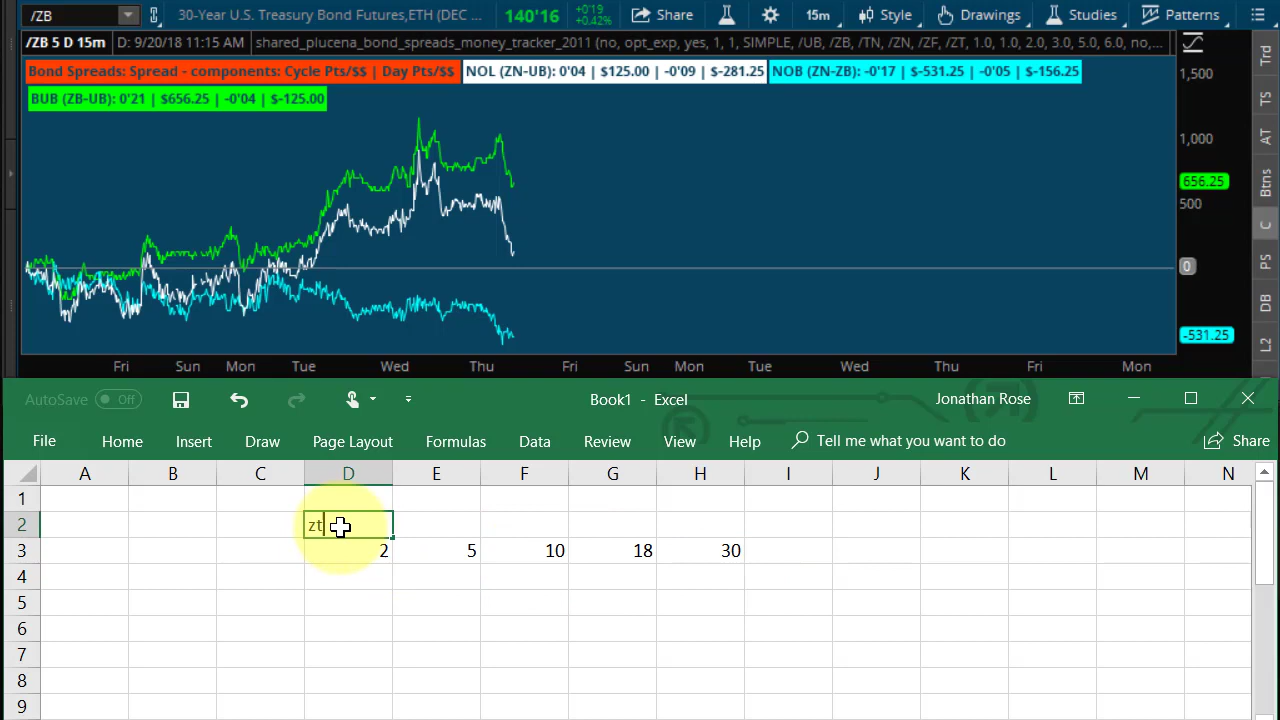 /ZB 30-Year U.S. Treasury Bond Futures,ETH (DEC ... 140'16 +0'19 +0.42% Share 15m Style Drawings Studies Patterns
/ZB 5 D 15m D: 9/20/18 11:15 AM shared_plucena_bond_spreads_money_tracker_2011 (no, opt_exp, yes, 1, 1, SIMPLE, /UB, /ZB, /TN, /ZN, /ZF, /ZT, 1.0, 1.0, 2.0, 3.0, 5.0, 6.0, no,...
Bond Spreads: Spread - components: Cycle Pts/$$ | Day Pts/$$ NOL (ZN-UB): 0'04 | $125.00 | -0'09 | $-281.25 NOB (ZN-ZB): -0'17 | $-531.25 | -0'05 | $-156.25
BUB (ZB-UB): 0'21 | $656.25 | -0'04 | $-125.00
1,500
1,000
656.25
500
0
-531.25
Trd
TS
AT
Btns
C
PS
DB
L2
Fri Sun Mon Tue Wed Thu Fri Sun Mon Tue Wed Thu Fri Mon
AutoSave Off Book1 - Excel Jonathan Rose
File Home Insert Draw Page Layout Formulas Data Review View Help Tell me what you want to do Share
A B C D E F G H I J K L M N
1
2 zt
3 2 5 10 18 30
4
5
6
7
8
9